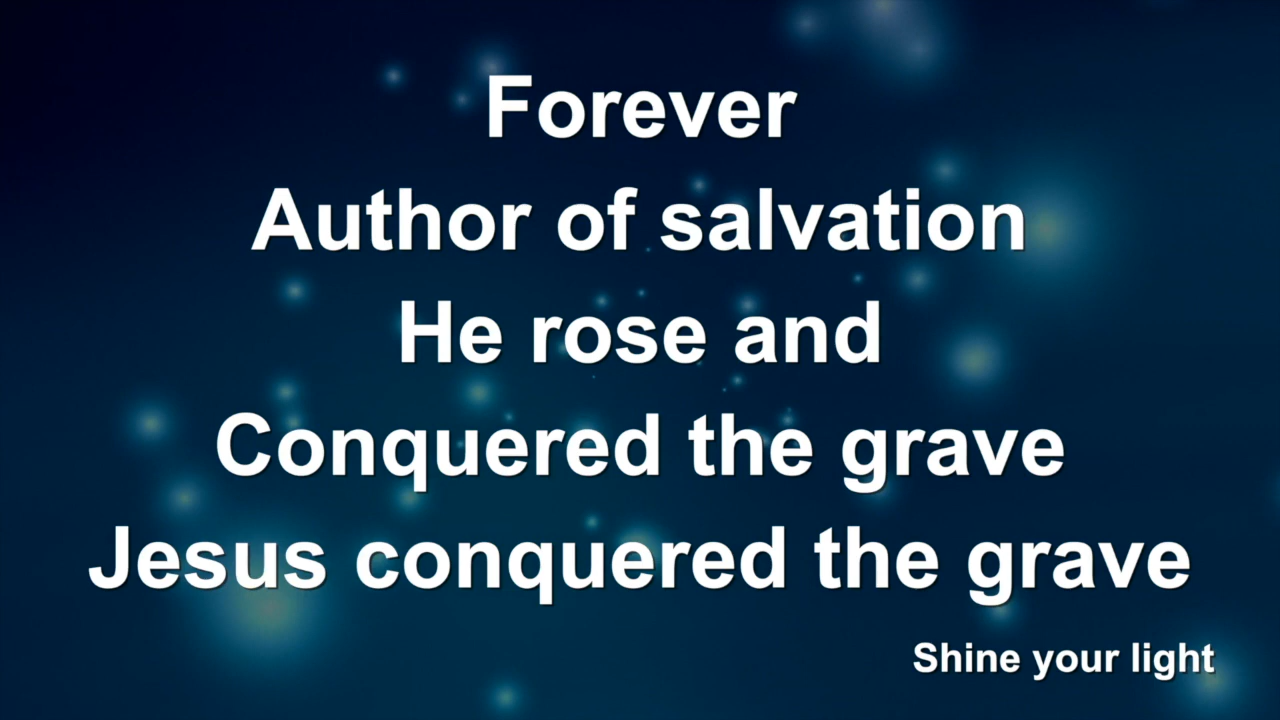 Forever
Author of salvation
He rose and
Conquered the grave
Jesus conquered the grave
Shine your light